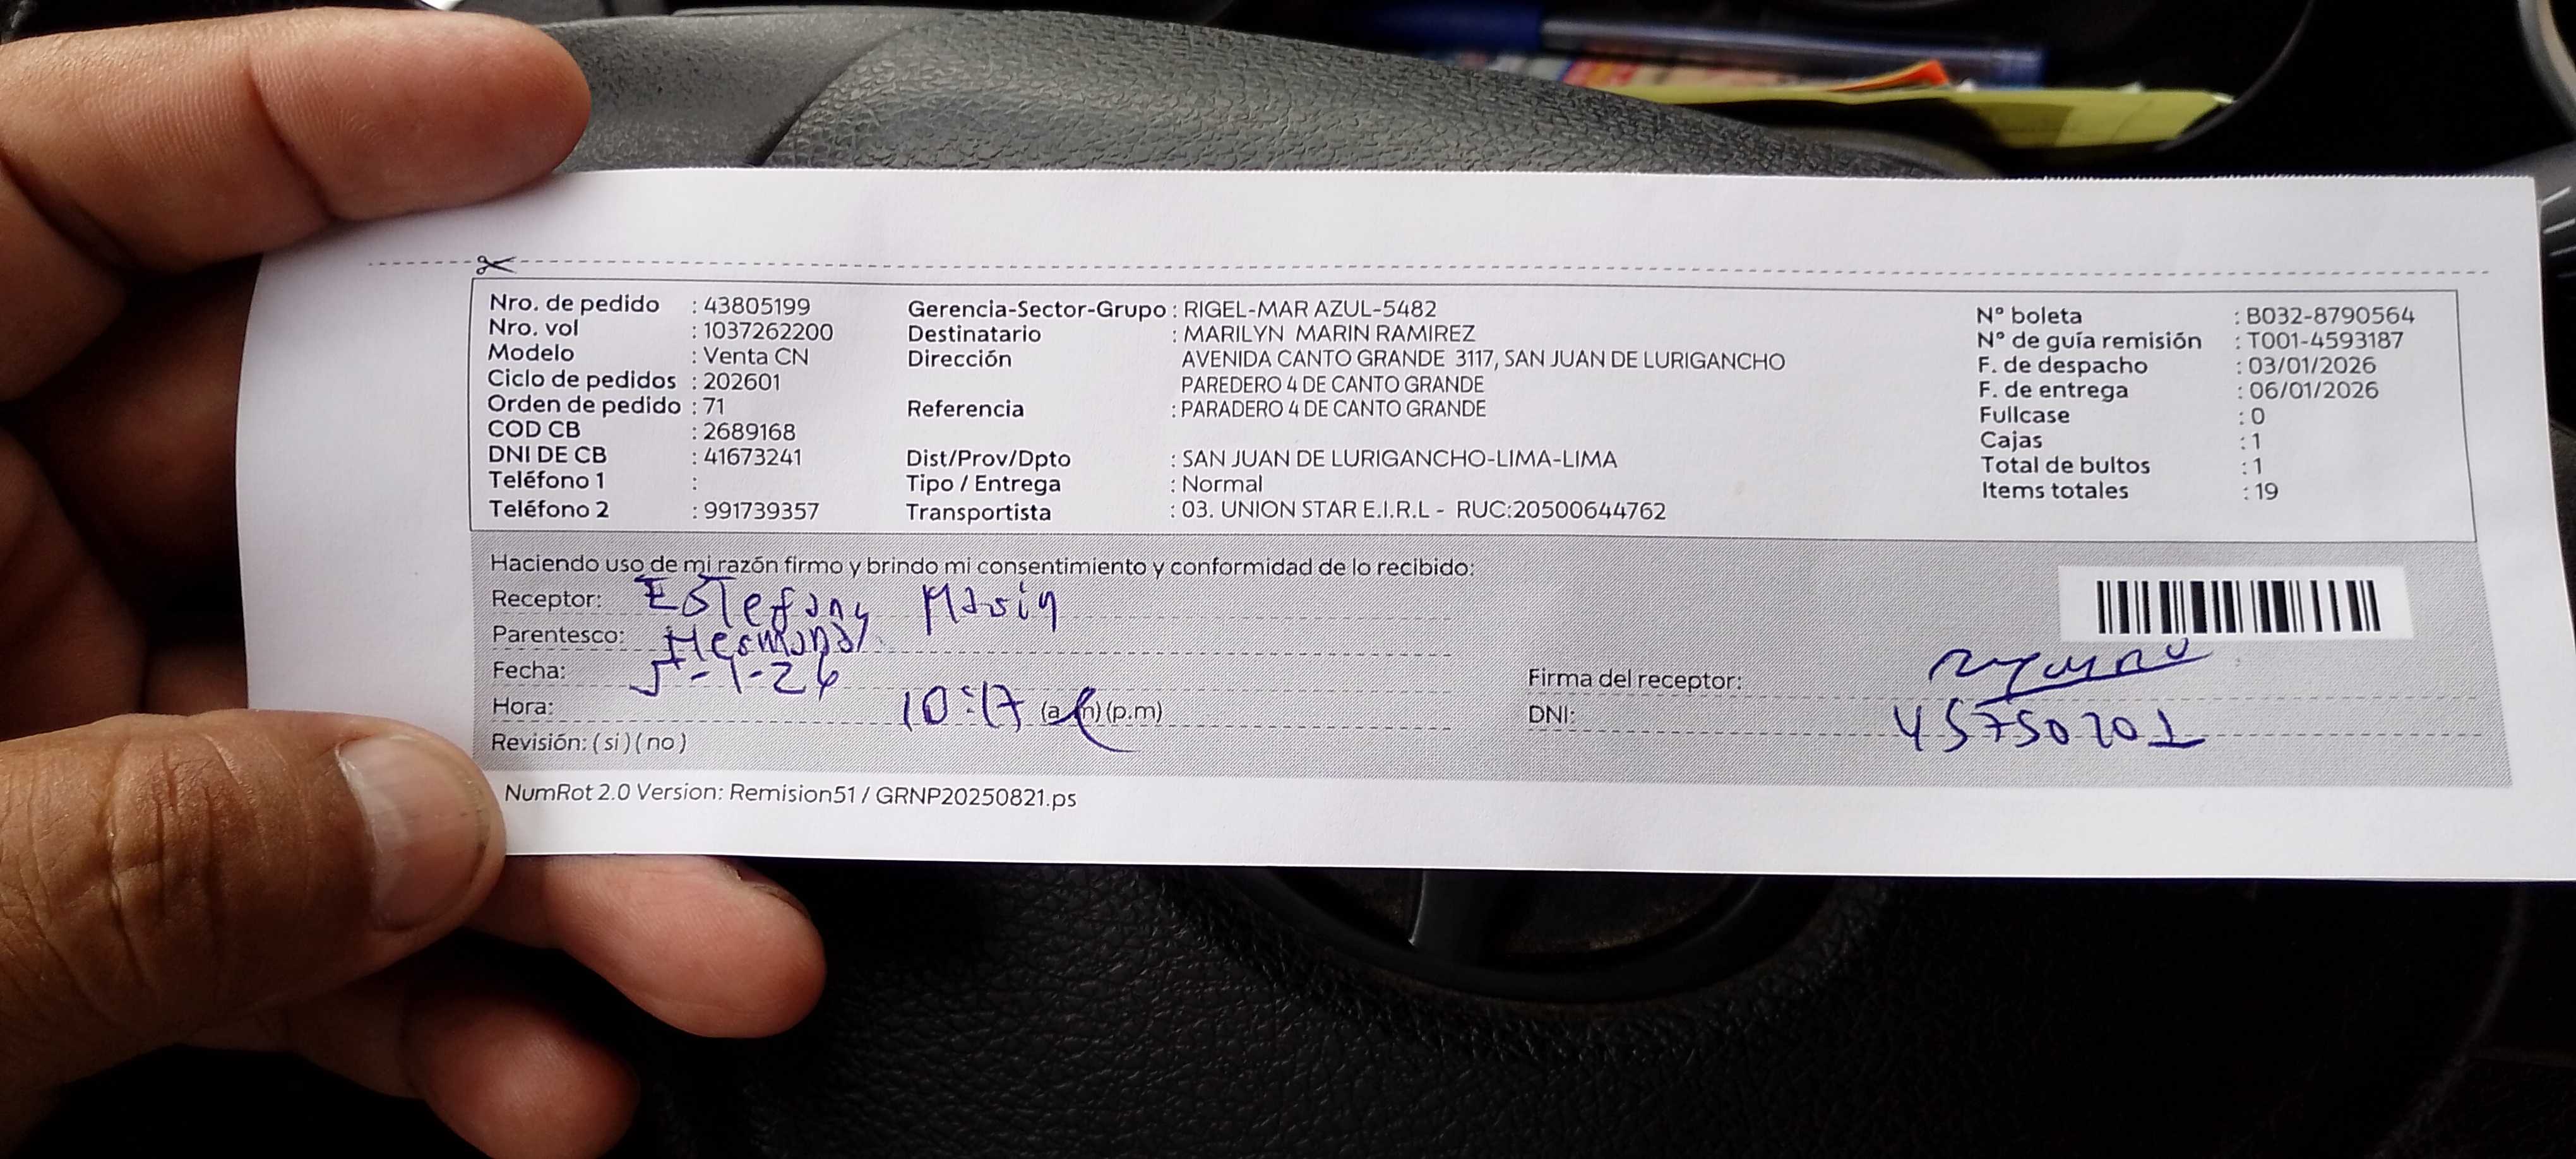 Nro. de pedido : 43805199
Nro. vol : 1037262200
Modelo : Venta CN
Ciclo de pedidos : 202601
Orden de pedido : 71
COD CB : 2689168
DNI DE CB : 41673241
Teléfono 1 :
Teléfono 2 : 991739357
Gerencia-Sector-Grupo : RIGEL-MAR AZUL-5482
Destinatario : MARILYN MARIN RAMIREZ
Dirección AVENIDA CANTO GRANDE 3117, SAN JUAN DE LURIGANCHO
PAREDERO 4 DE CANTO GRANDE
Referencia : PARADERO 4 DE CANTO GRANDE
Dist/Prov/Dpto : SAN JUAN DE LURIGANCHO-LIMA-LIMA
Tipo / Entrega : Normal
Transportista : 03. UNION STAR E.I.R.L - RUC:20500644762
N° boleta : B032-8790564
N° de guía remisión : T001-4593187
F. de despacho : 03/01/2026
F. de entrega : 06/01/2026
Fullcase : 0
Cajas : 1
Total de bultos : 1
Items totales : 19
Haciendo uso de mi razón firmo y brindo mi consentimiento y conformidad de lo recibido:
Receptor: Estefany Marin
Parentesco: Hermana
Fecha: 5-1-26
Hora: 10:17 (a.m) (p.m)
Revisión: ( si ) ( no )
Firma del receptor:
DNI: 45750701
NumRot 2.0 Version: Remision51 / GRNP20250821.ps